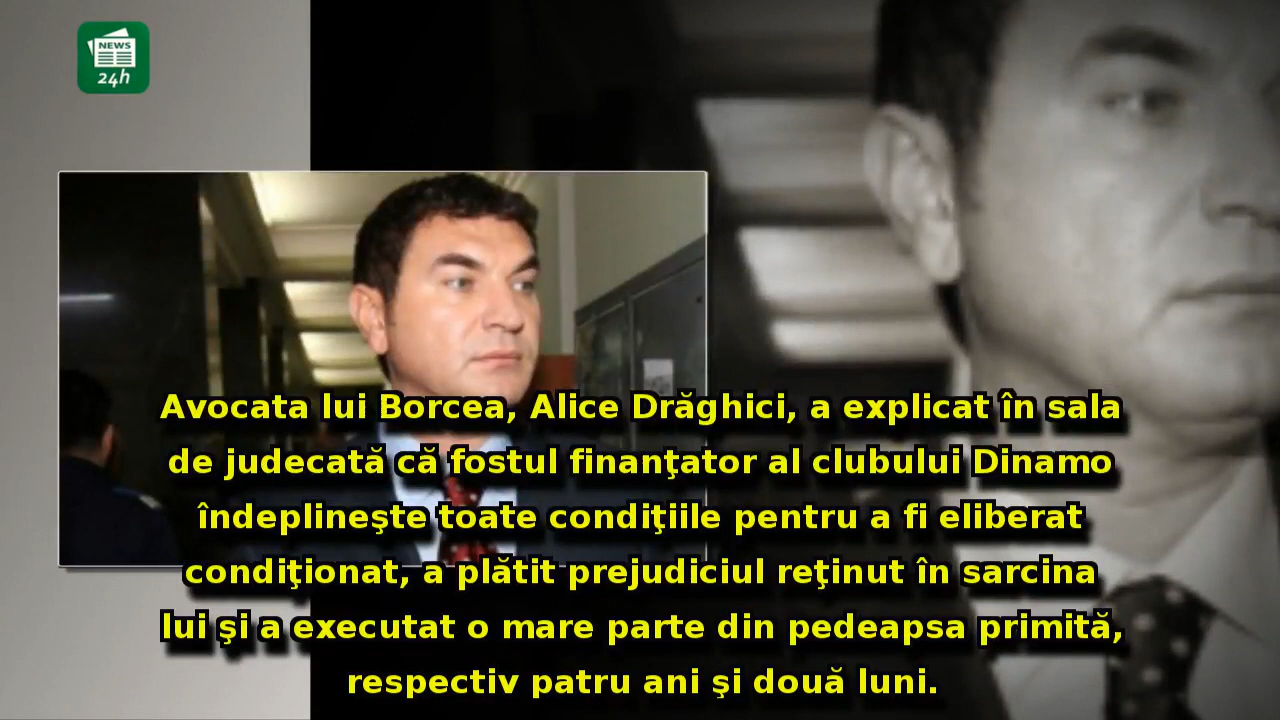 NEWS
24h
Avocata lui Borcea, Alice Drăghici, a explicat în sala
de judecată că fostul finanţator al clubului Dinamo
îndeplineşte toate condiţiile pentru a fi eliberat
condiţionat, a plătit prejudiciul reţinut în sarcina
lui şi a executat o mare parte din pedeapsa primită,
respectiv patru ani şi două luni.